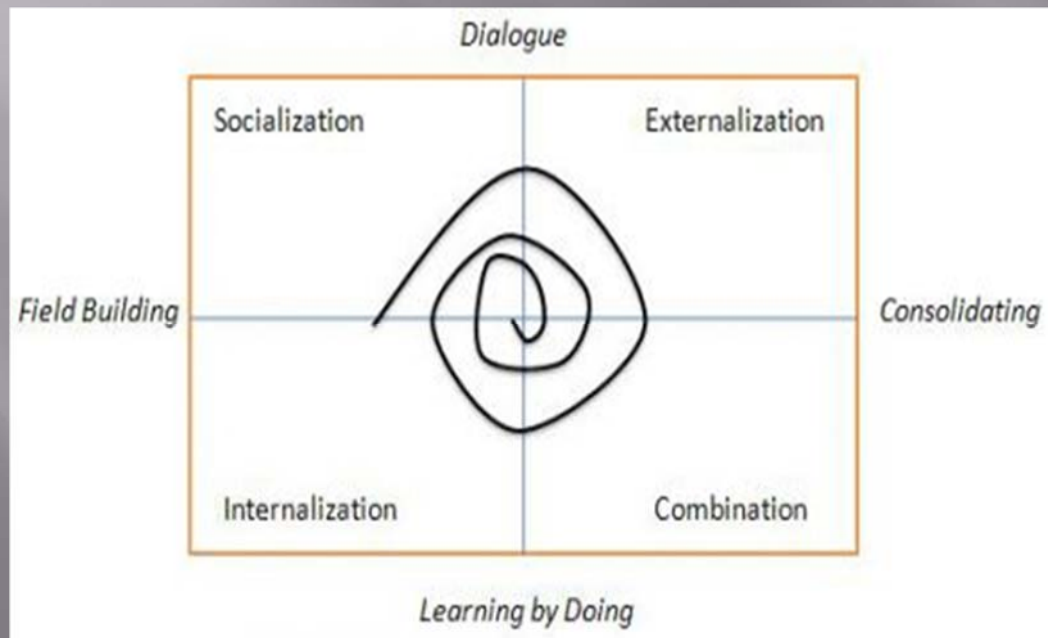 Dialogue
Socialization
Externalization
Field Building
Consolidating
Internalization
Combination
Learning by Doing